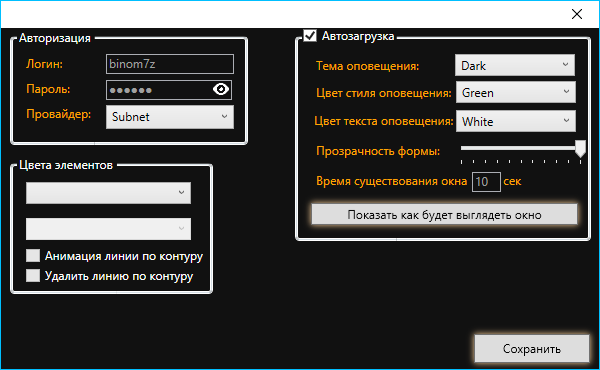 Авторизация
Логин: binom7z
Пароль: ●●●●●●
Провайдер: Subnet
Цвета элементов
Анимация линии по контуру
Удалить линию по контуру
Автозагрузка
Тема оповещения: Dark
Цвет стиля оповещения: Green
Цвет текста оповещения: White
Прозрачность формы:
Время существования окна 10 сек
Показать как будет выглядеть окно
Сохранить